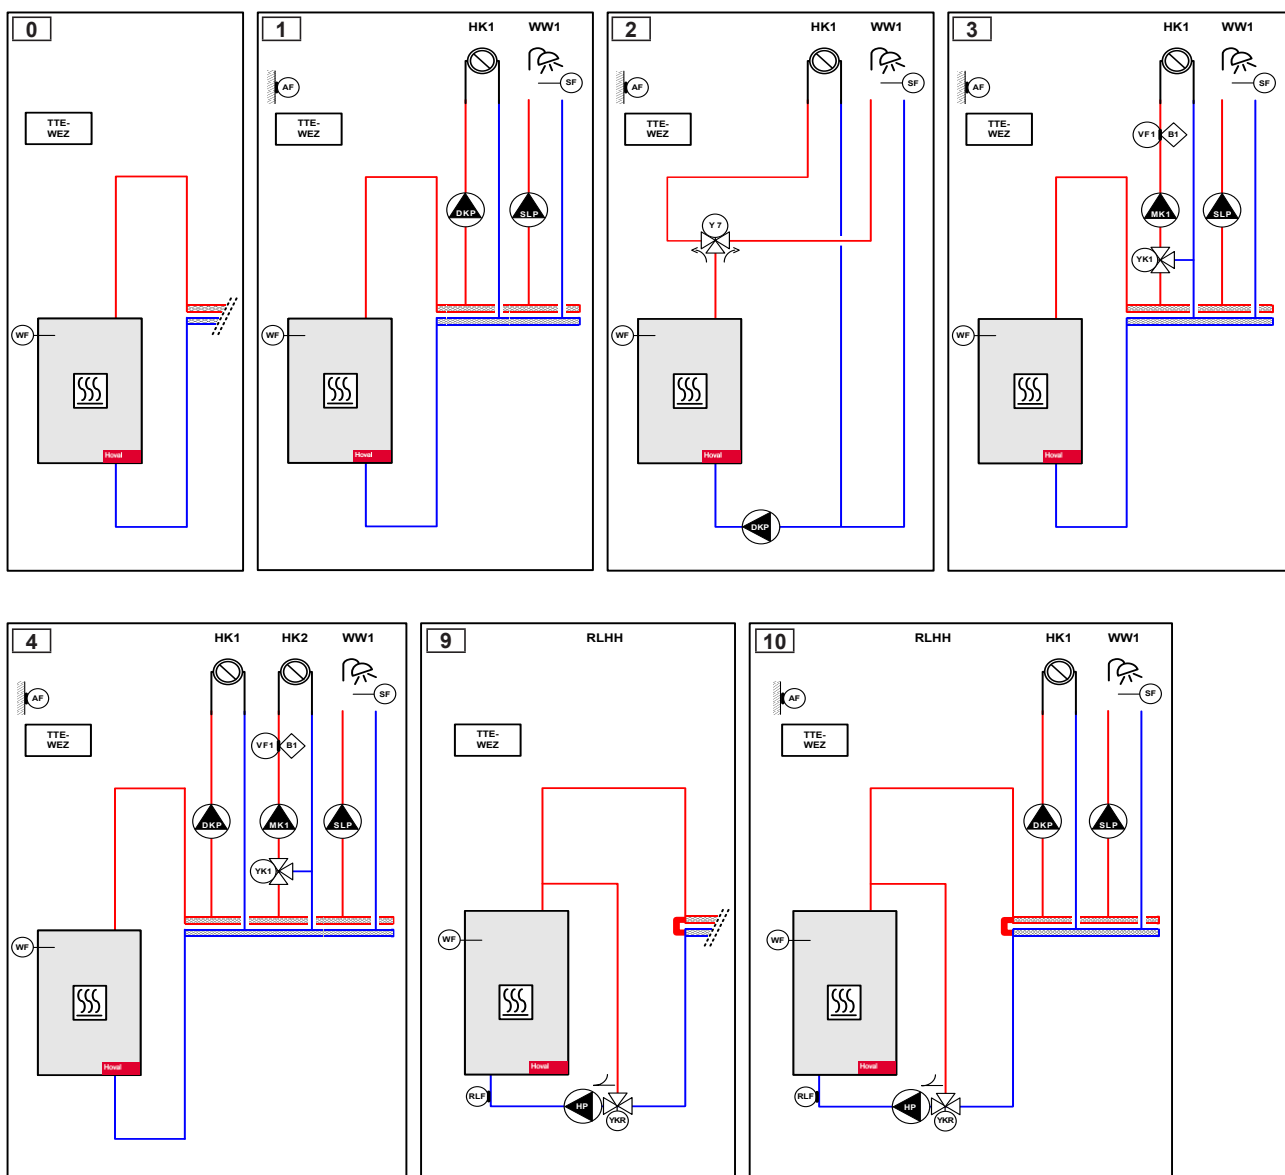 0
TTE-
WEZ
WF
Hoval
1
HK1 WW1
AF
SF
TTE-
WEZ
DKP
SLP
WF
Hoval
2
HK1 WW1
AF
SF
TTE-
WEZ
Y7
WF
Hoval
DKP
3
HK1 WW1
AF
SF
TTE-
WEZ
VF1 B1
MK1
SLP
YK1
WF
Hoval
4
HK1 HK2 WW1
AF
SF
TTE-
WEZ
VF1 B1
DKP
MK1
SLP
YK1
WF
Hoval
9
RLHH
TTE-
WEZ
WF
Hoval
RLF
HP
YKR
10
RLHH HK1 WW1
AF
SF
TTE-
WEZ
DKP
SLP
WF
Hoval
RLF
HP
YKR